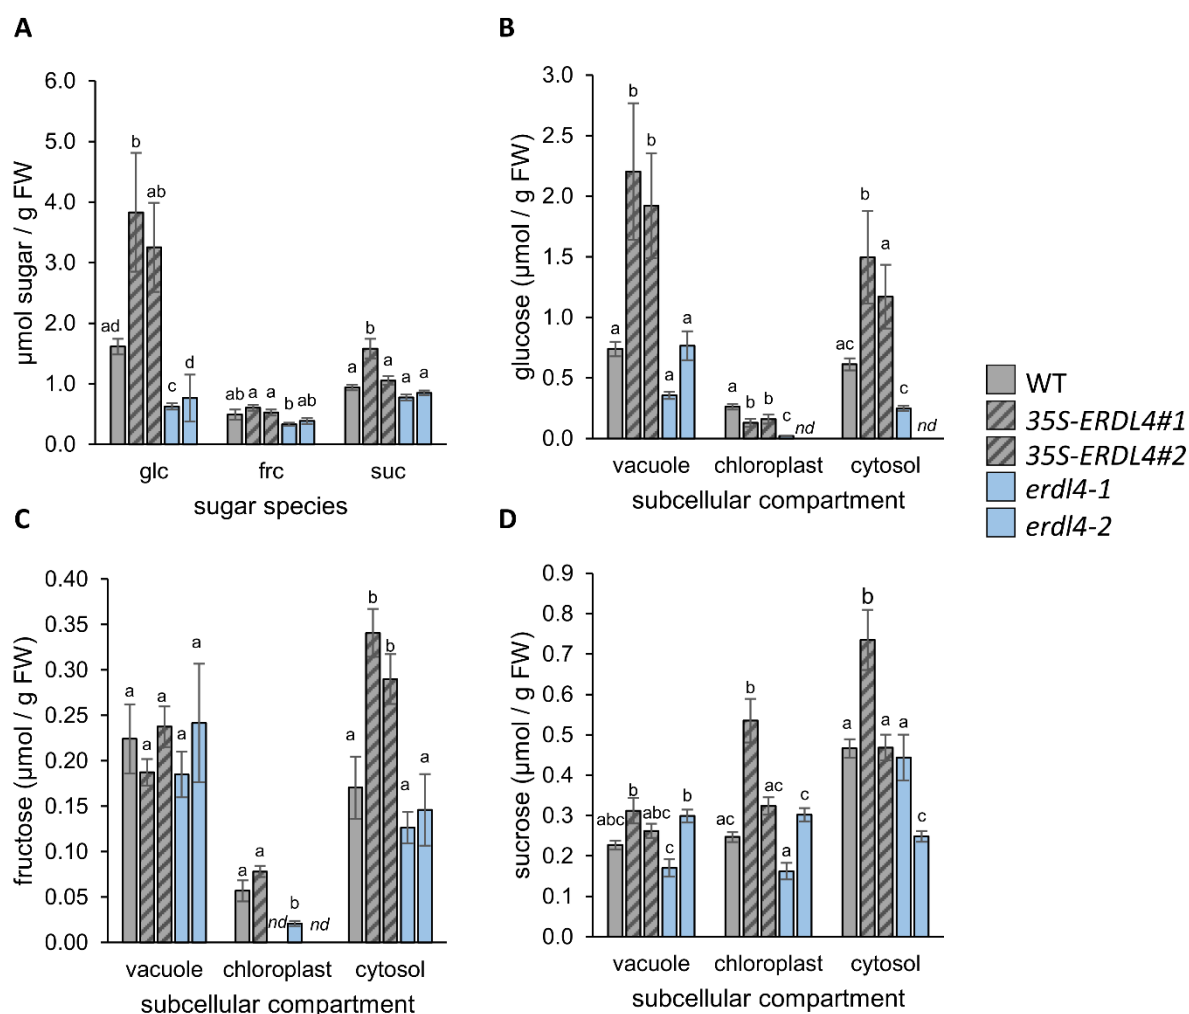 A
6.0
5.0
4.0
3.0
2.0
1.0
0.0
µmol sugar / g FW
ad
b
ab
c
d
ab
a
a
b
ab
a
b
a
a
a
glc
frc
suc
sugar species
B
3.0
2.5
2.0
1.5
1.0
0.5
0.0
glucose (µmol / g FW)
a
b
b
a
a
a
b
b
c
nd
ac
b
a
c
nd
vacuole
chloroplast
cytosol
subcellular compartment
WT
35S-ERDL4#1
35S-ERDL4#2
erdl4-1
erdl4-2
C
0.40
0.35
0.30
0.25
0.20
0.15
0.10
0.05
0.00
fructose (µmol / g FW)
a
a
a
a
a
a
a
nd
b
nd
a
b
b
a
a
vacuole
chloroplast
cytosol
subcellular compartment
D
0.9
0.8
0.7
0.6
0.5
0.4
0.3
0.2
0.1
0.0
sucrose (µmol / g FW)
abc
b
abc
c
b
ac
b
ac
a
c
a
b
a
a
c
vacuole
chloroplast
cytosol
subcellular compartment